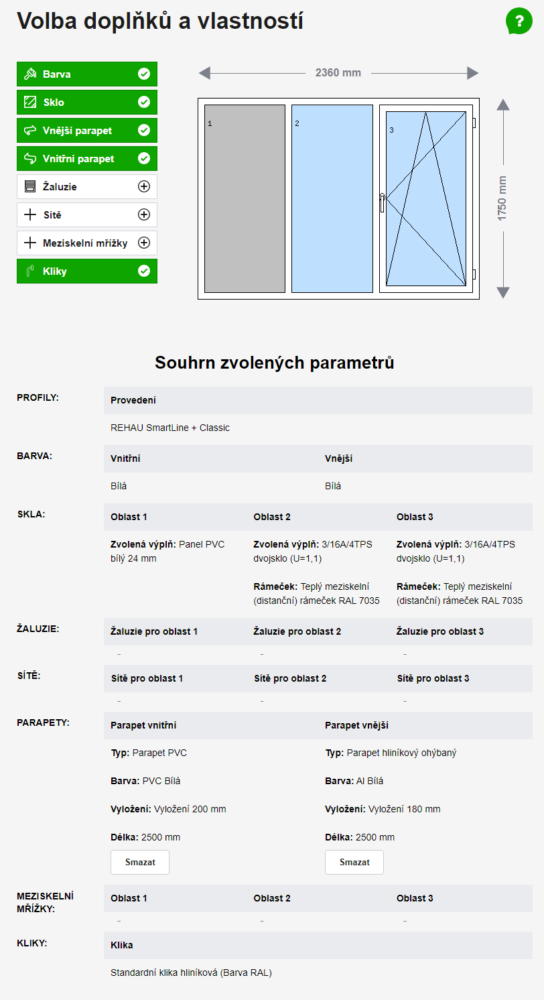 Volba doplňků a vlastností
?
Barva
Sklo
Vnější parapet
Vnitřní parapet
Žaluzie
Sítě
Meziskelní mřížky
Kliky
2360 mm
1
2
3
1750 mm
Souhrn zvolených parametrů
PROFILY:
Provedení
REHAU SmartLine + Classic
BARVA:
Vnitřní
Vnější
Bílá
Bílá
SKLA:
Oblast 1
Oblast 2
Oblast 3
Zvolená výplň: Panel PVC
bílý 24 mm
Zvolená výplň: 3/16A/4TPS
dvojsklo (U=1,1)
Rámeček: Teplý meziskelní
(distanční) rámeček RAL 7035
Zvolená výplň: 3/16A/4TPS
dvojsklo (U=1,1)
Rámeček: Teplý meziskelní
(distanční) rámeček RAL 7035
ŽALUZIE:
Žaluzie pro oblast 1
Žaluzie pro oblast 2
Žaluzie pro oblast 3
-
-
-
SÍTĚ:
Sítě pro oblast 1
Sítě pro oblast 2
Sítě pro oblast 3
-
-
-
PARAPETY:
Parapet vnitřní
Parapet vnější
Typ: Parapet PVC
Typ: Parapet hliníkový ohýbaný
Barva: PVC Bílá
Barva: Al Bílá
Vyložení: Vyložení 200 mm
Vyložení: Vyložení 180 mm
Délka: 2500 mm
Délka: 2500 mm
Smazat
Smazat
MEZISKELNÍ
MŘÍŽKY:
Oblast 1
Oblast 2
Oblast 3
-
-
-
KLIKY:
Klika
Standardní klika hliníková (Barva RAL)